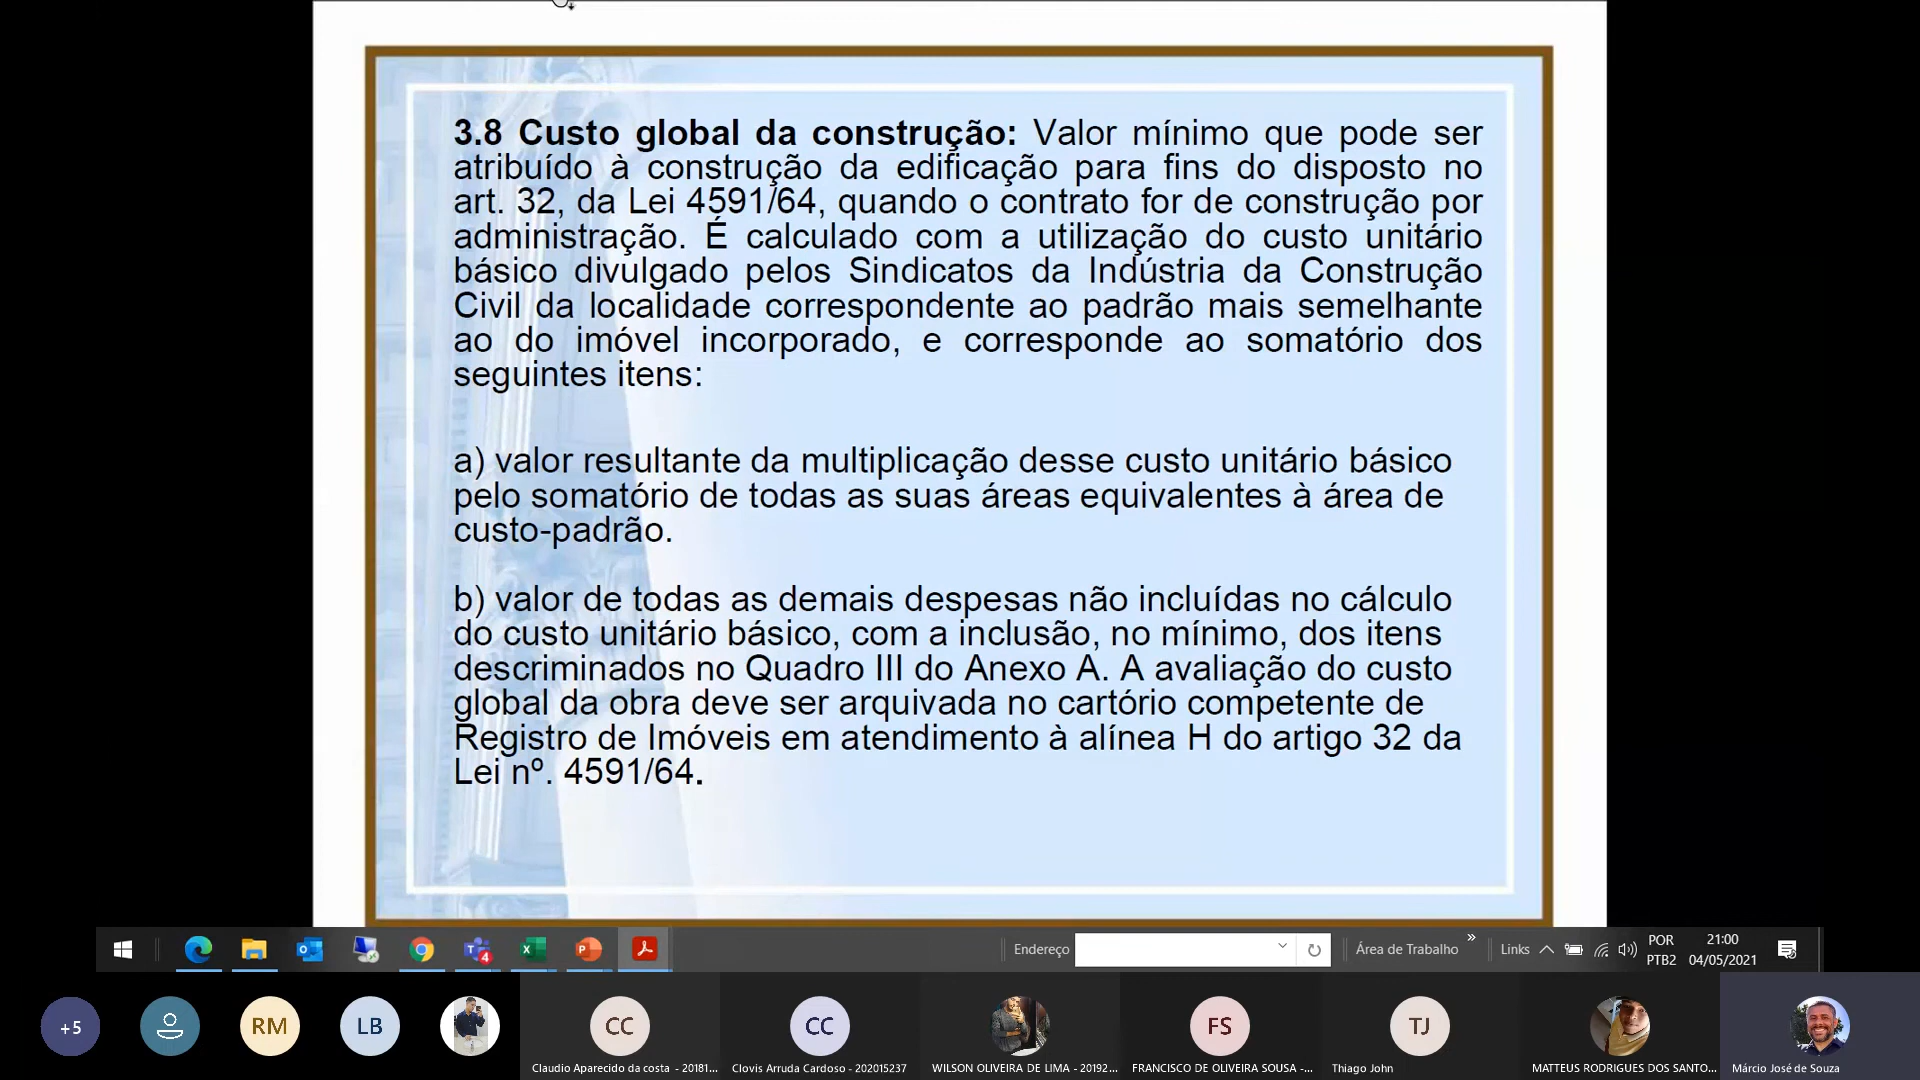 3.8 Custo global da construção: Valor mínimo que pode ser
atribuído à construção da edificação para fins do disposto no
art. 32, da Lei 4591/64, quando o contrato for de construção por
administração. É calculado com a utilização do custo unitário
básico divulgado pelos Sindicatos da Indústria da Construção
Civil da localidade correspondente ao padrão mais semelhante
ao do imóvel incorporado, e corresponde ao somatório dos
seguintes itens:
a) valor resultante da multiplicação desse custo unitário básico
pelo somatório de todas as suas áreas equivalentes à área de
custo-padrão.
b) valor de todas as demais despesas não incluídas no cálculo
do custo unitário básico, com a inclusão, no mínimo, dos itens
descriminados no Quadro III do Anexo A. A avaliação do custo
global da obra deve ser arquivada no cartório competente de
Registro de Imóveis em atendimento à alínea H do artigo 32 da
Lei nº. 4591/64.
4
Endereço
Área de Trabalho
»
Links
POR
PTB2
21:00
04/05/2021
+5
RM
LB
CC
CC
FS
TJ
Claudio Aparecido da costa - 20181...
Clovis Arruda Cardoso - 202015237
WILSON OLIVEIRA DE LIMA - 20192...
FRANCISCO DE OLIVEIRA SOUSA -...
Thiago John
MATTEUS RODRIGUES DOS SANTO...
Márcio José de Souza